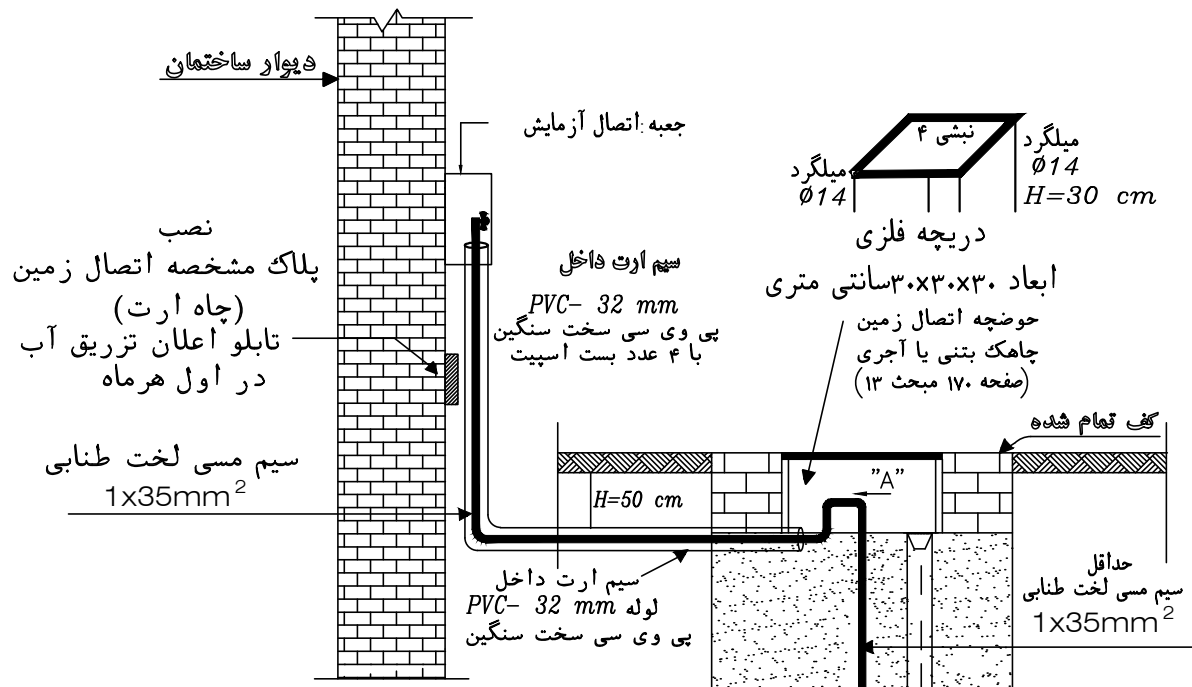 دیوار ساختمان
جعبه اتصال آزمایش
نبشی ۴
میلگرد
Ø14
H=30 cm
میلگرد
Ø14
دریچه فلزی
ابعاد ۳۰x۳۰x۳۰سانتی متری
حوضچه اتصال زمین
چاهک بتنی یا آجری
(صفحه ۱۷۰ مبحث ۱۳)
نصب
پلاک مشخصه اتصال زمین
(چاه ارت)
تابلو اعلان تزریق آب
در اول هرماه
سیم ارت داخل
PVC- 32 mm
پی وی سی سخت سنگین
با ۴ عدد بست اسپیت
کف تمام شده
سیم مسی لخت طنابی
1x35mm²
"A"
H=50 cm
سیم ارت داخل
لوله PVC- 32 mm
پی وی سی سخت سنگین
حداقل
سیم مسی لخت طنابی
1x35mm²